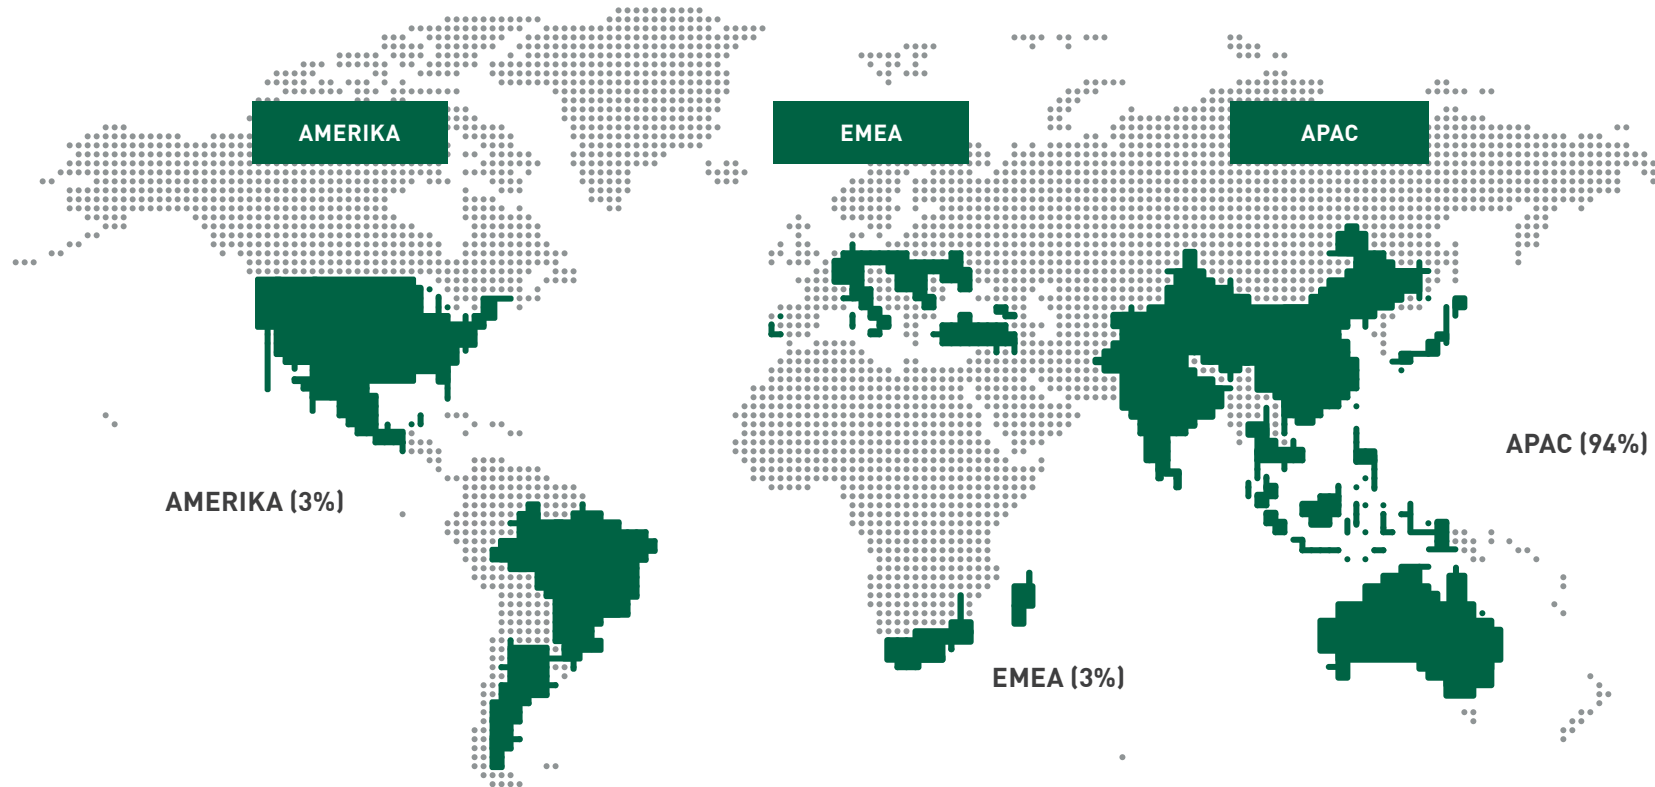 AMERIKA
EMEA
APAC
APAC (94%)
AMERIKA (3%)
EMEA (3%)